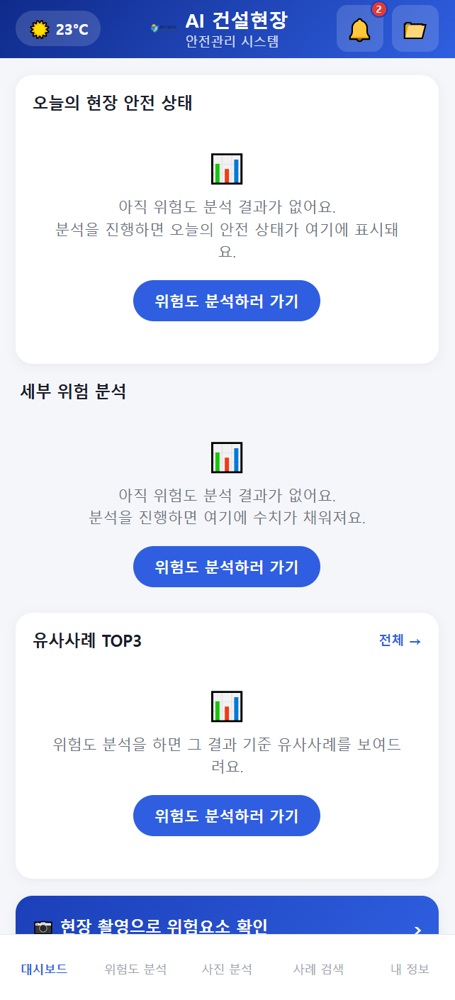 23°C
AI 건설현장
안전관리 시스템
2
오늘의 현장 안전 상태
아직 위험도 분석 결과가 없어요.
분석을 진행하면 오늘의 안전 상태가 여기에 표시돼
요.
위험도 분석하러 가기
세부 위험 분석
아직 위험도 분석 결과가 없어요.
분석을 진행하면 여기에 수치가 채워져요.
위험도 분석하러 가기
유사사례 TOP3
전체 →
위험도 분석을 하면 그 결과 기준 유사사례를 보여드
려요.
위험도 분석하러 가기
현장 촬영으로 위험요소 확인
대시보드
위험도 분석
사진 분석
사례 검색
내 정보